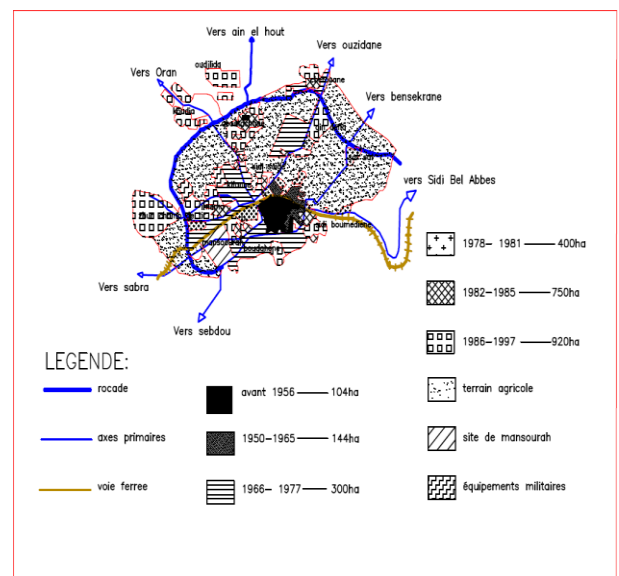 Vers ain el hout
Vers ouzidane
oudjlida
Vers Oran
Vers bensekrane
vers Sidi Bel Abbes
boumediene
boudghene
Vers sabra
Vers sebdou
1978– 1981 400ha
1982–1985 750ha
1986–1997 920ha
LEGENDE:
rocade
avant 1956 104ha
terrain agricole
axes primaires
1950–1965 144ha
site de mansourah
voie ferree
1966– 1977 300ha
équipements militaires